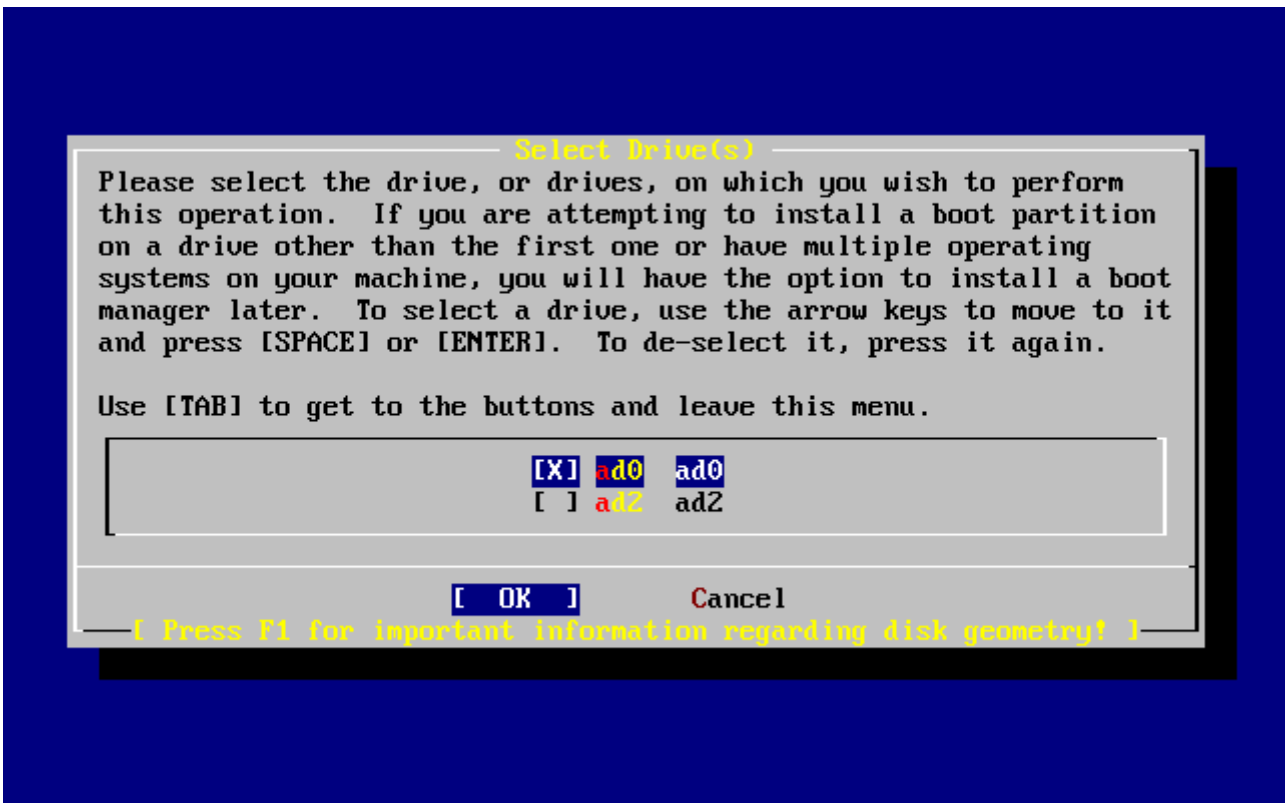 Select Drive(s)
Please select the drive, or drives, on which you wish to perform
this operation.  If you are attempting to install a boot partition
on a drive other than the first one or have multiple operating
systems on your machine, you will have the option to install a boot
manager later.  To select a drive, use the arrow keys to move to it
and press [SPACE] or [ENTER].  To de-select it, press it again.
Use [TAB] to get to the buttons and leave this menu.
[X] ad0  ad0
[ ] ad2  ad2
[  OK  ]       Cancel
[ Press F1 for important information regarding disk geometry! ]